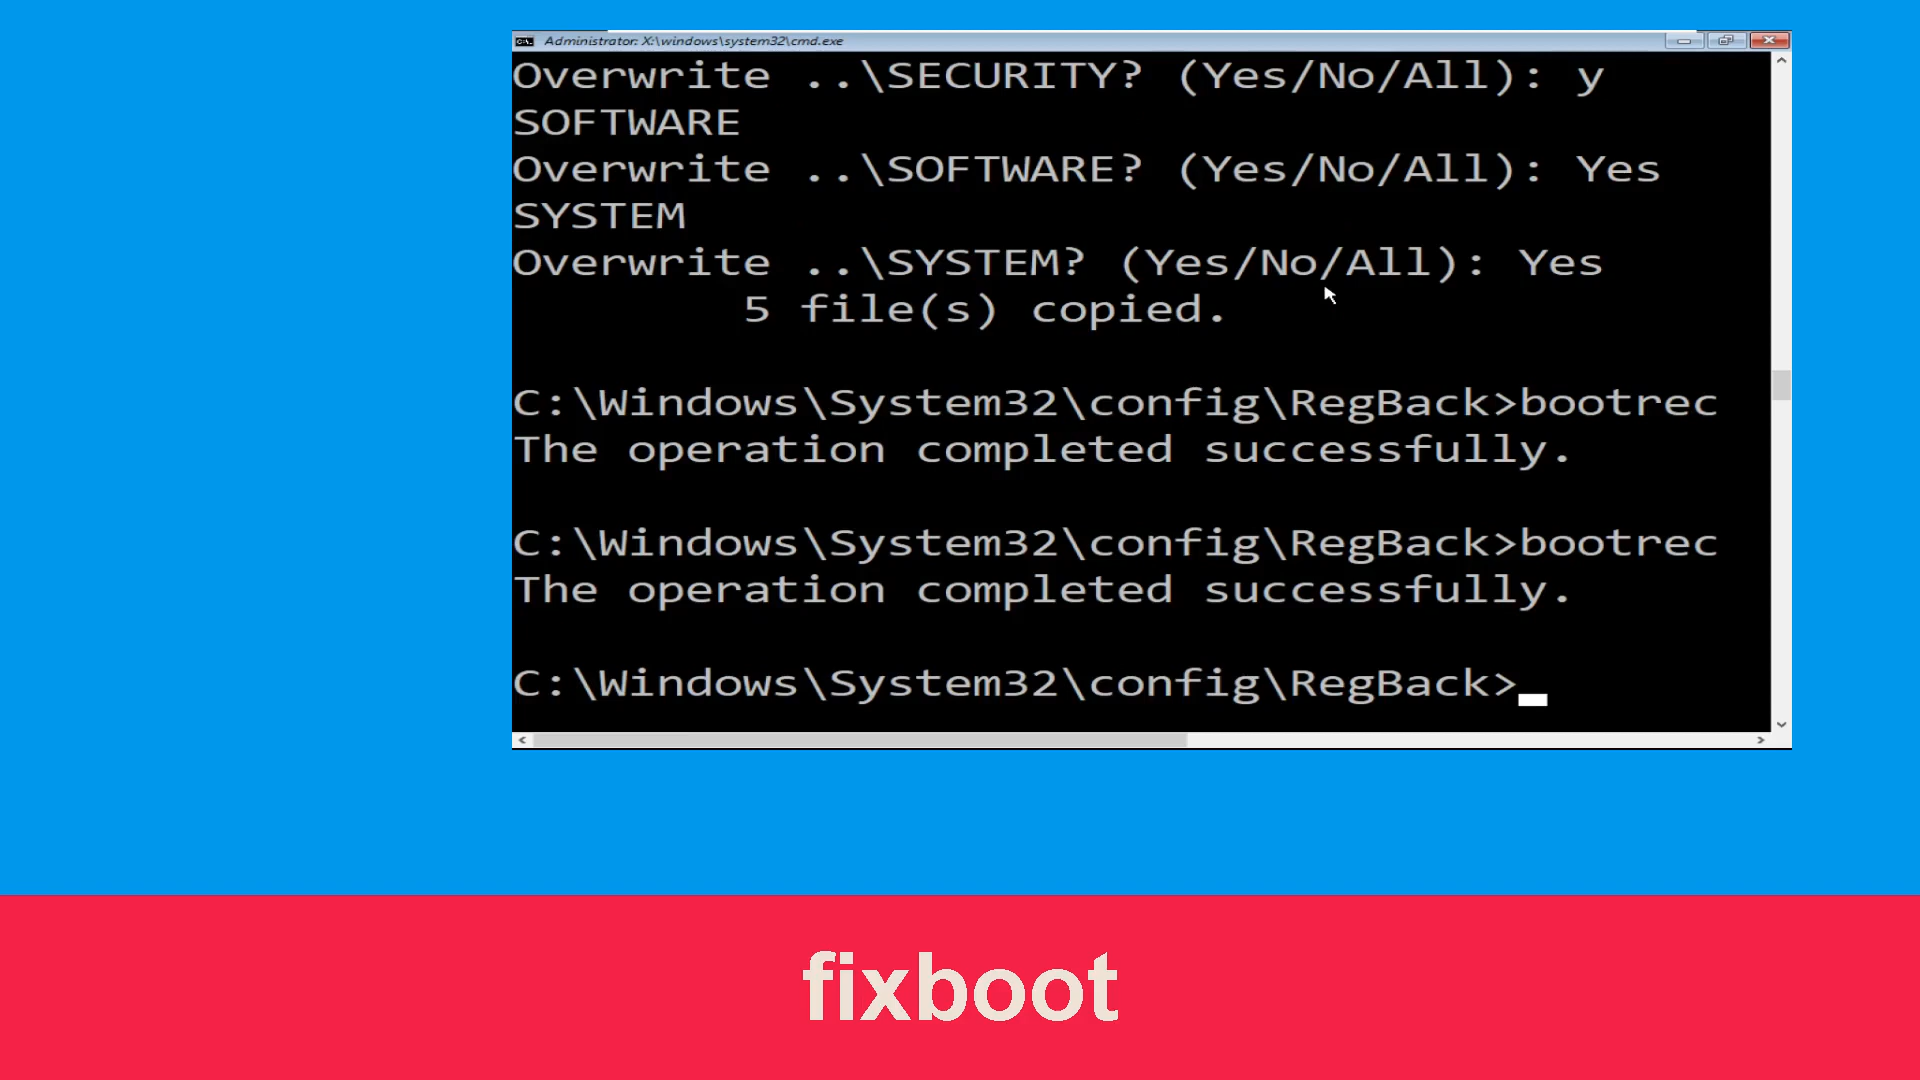 Administrator: X:\windows\system32\cmd.exe
Overwrite ..\SECURITY? (Yes/No/All): y
SOFTWARE
Overwrite ..\SOFTWARE? (Yes/No/All): Yes
SYSTEM
Overwrite ..\SYSTEM? (Yes/No/All): Yes
5 file(s) copied.
C:\Windows\System32\config\RegBack>bootrec
The operation completed successfully.
C:\Windows\System32\config\RegBack>bootrec
The operation completed successfully.
C:\Windows\System32\config\RegBack>
fixboot